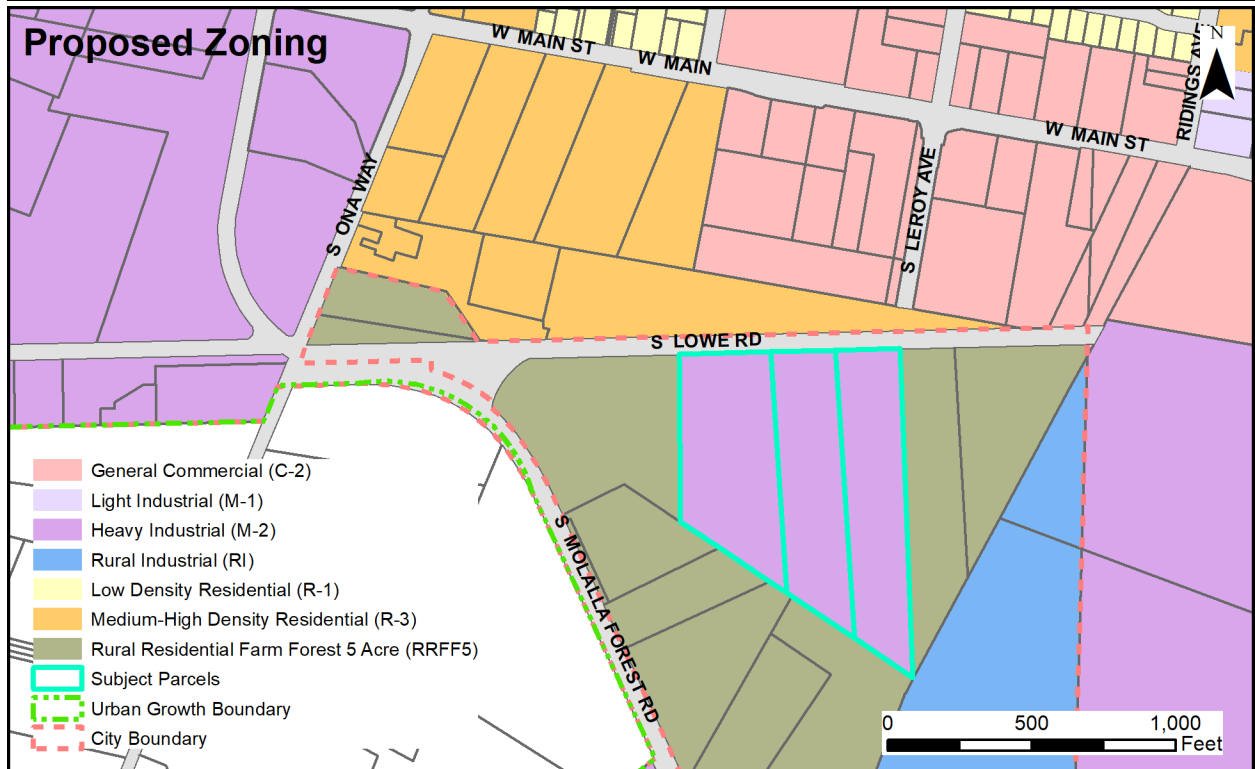 Proposed Zoning
W MAIN ST
W MAIN
W MAIN ST
RIDINGS AVE
N
S ONA WAY
S LEROY AVE
S LOWE RD
S MOLALLA FOREST RD
General Commercial (C-2)
Light Industrial (M-1)
Heavy Industrial (M-2)
Rural Industrial (RI)
Low Density Residential (R-1)
Medium-High Density Residential (R-3)
Rural Residential Farm Forest 5 Acre (RRFF5)
Subject Parcels
Urban Growth Boundary
City Boundary
0 500 1,000
Feet